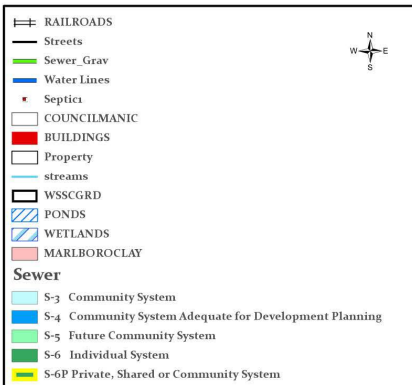 RAILROADS
Streets
Sewer_Grav
Water Lines
Septic1
COUNCILMANIC
BUILDINGS
Property
streams
WSSCGRD
PONDS
WETLANDS
MARLBOROCLAY
Sewer
S-3 Community System
S-4 Community System Adequate for Development Planning
S-5 Future Community System
S-6 Individual System
S-6P Private, Shared or Community System
N
W E
S